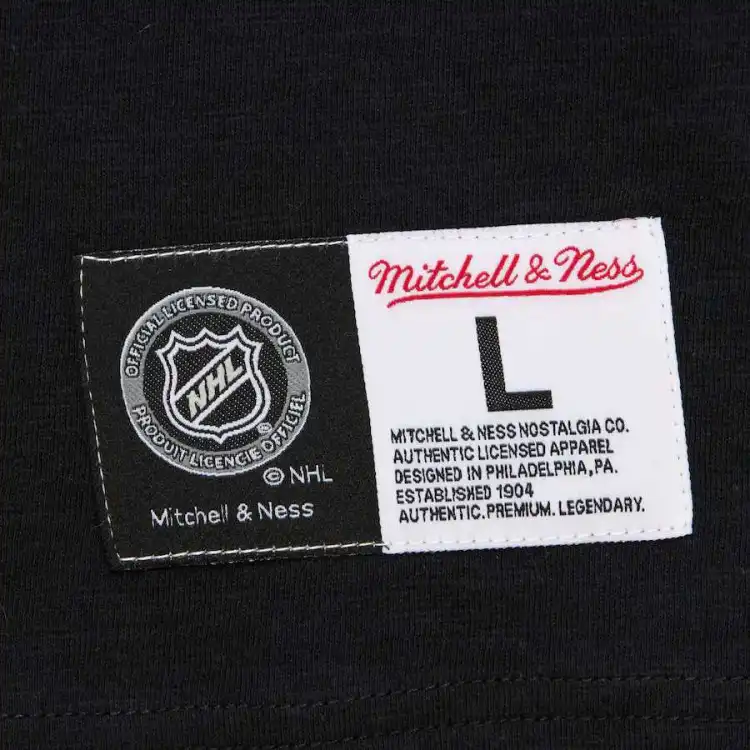 OFFICIAL LICENSED PRODUCT
NHL
PRODUIT LICENCIÉ OFFICIEL
®
© NHL
Mitchell & Ness
Mitchell & Ness
L
MITCHELL & NESS NOSTALGIA CO.
AUTHENTIC LICENSED APPAREL
DESIGNED IN PHILADELPHIA, PA.
ESTABLISHED 1904
AUTHENTIC.PREMIUM.LEGENDARY.